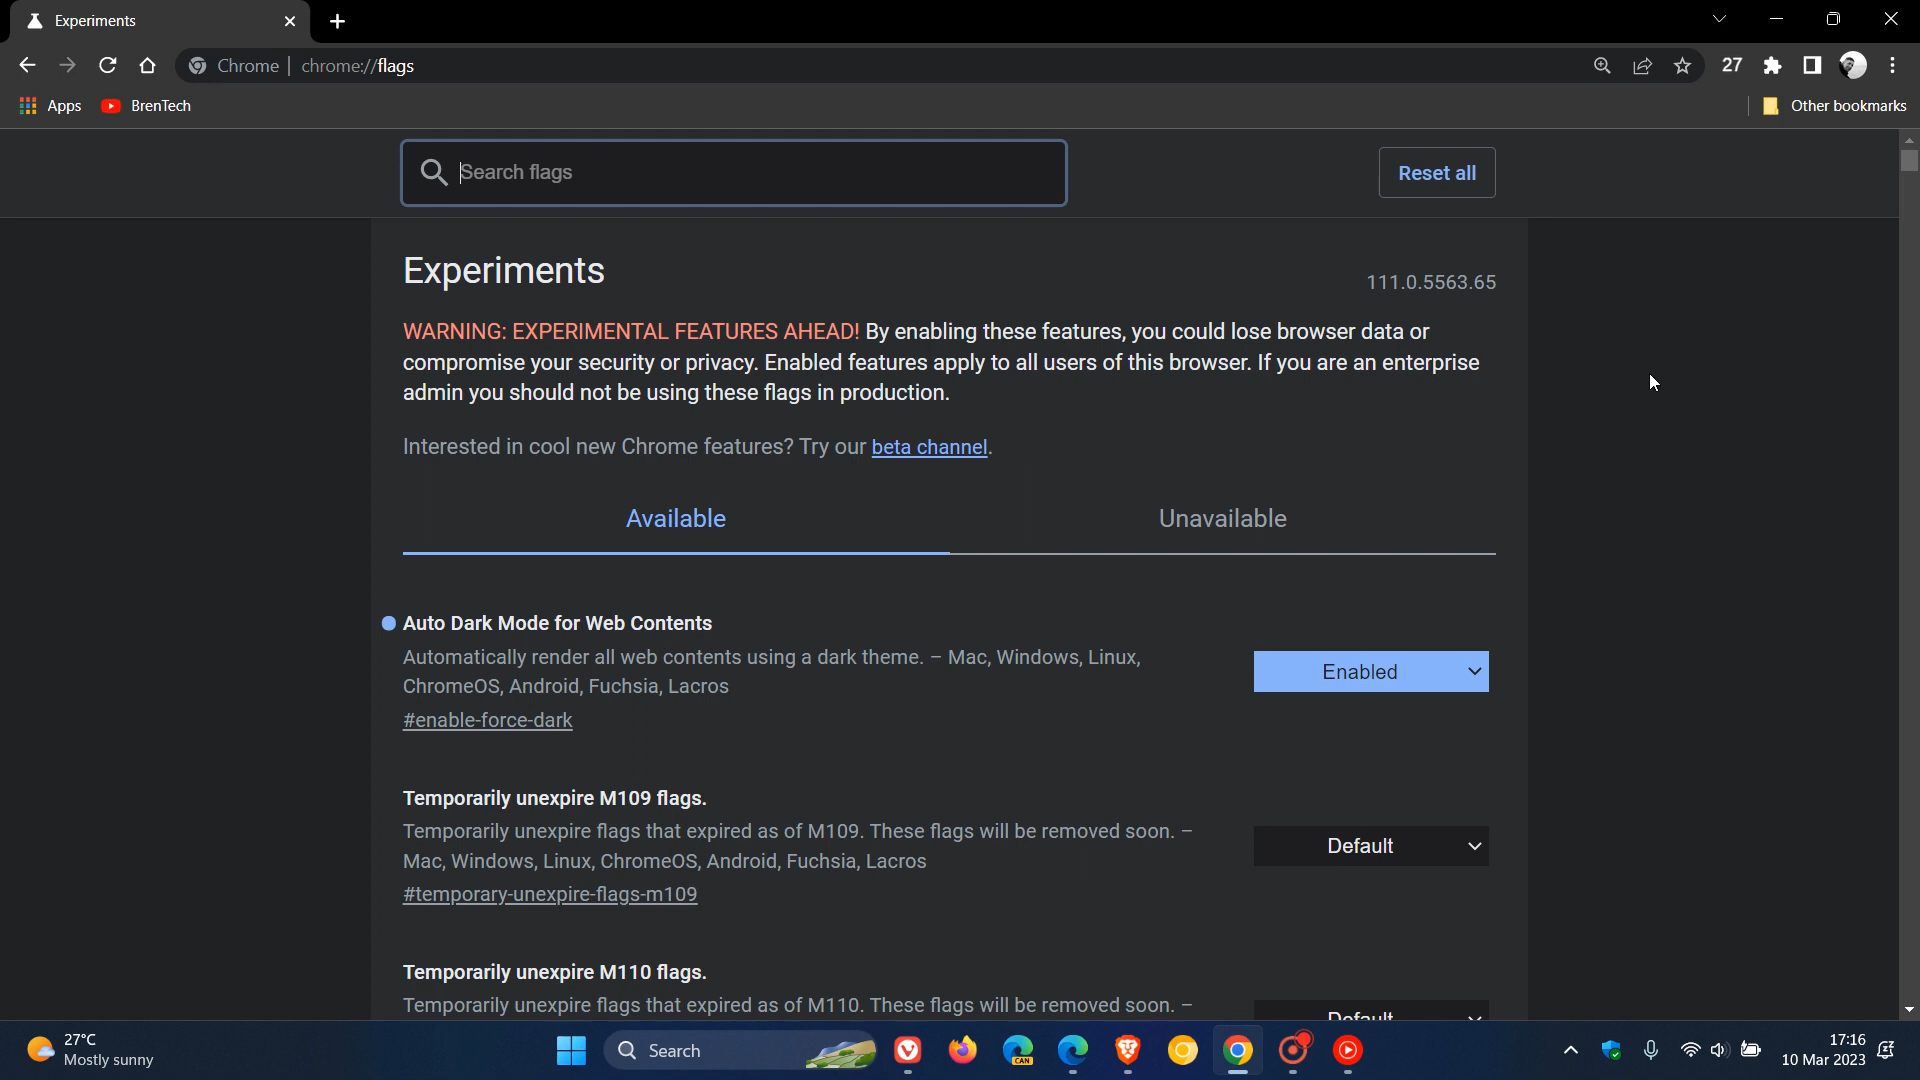 Experiments
Chrome
chrome://flags
27
Apps
BrenTech
Other bookmarks
Search flags
Reset all
Experiments
111.0.5563.65
WARNING: EXPERIMENTAL FEATURES AHEAD! By enabling these features, you could lose browser data or
compromise your security or privacy. Enabled features apply to all users of this browser. If you are an enterprise
admin you should not be using these flags in production.
Interested in cool new Chrome features? Try our beta channel.
Available
Unavailable
Auto Dark Mode for Web Contents
Automatically render all web contents using a dark theme. – Mac, Windows, Linux,
ChromeOS, Android, Fuchsia, Lacros
#enable-force-dark
Enabled
Temporarily unexpire M109 flags.
Temporarily unexpire flags that expired as of M109. These flags will be removed soon. –
Mac, Windows, Linux, ChromeOS, Android, Fuchsia, Lacros
#temporary-unexpire-flags-m109
Default
Temporarily unexpire M110 flags.
Temporarily unexpire flags that expired as of M110. These flags will be removed soon. –
Default
27°C
Mostly sunny
Search
CAN
17:16
10 Mar 2023